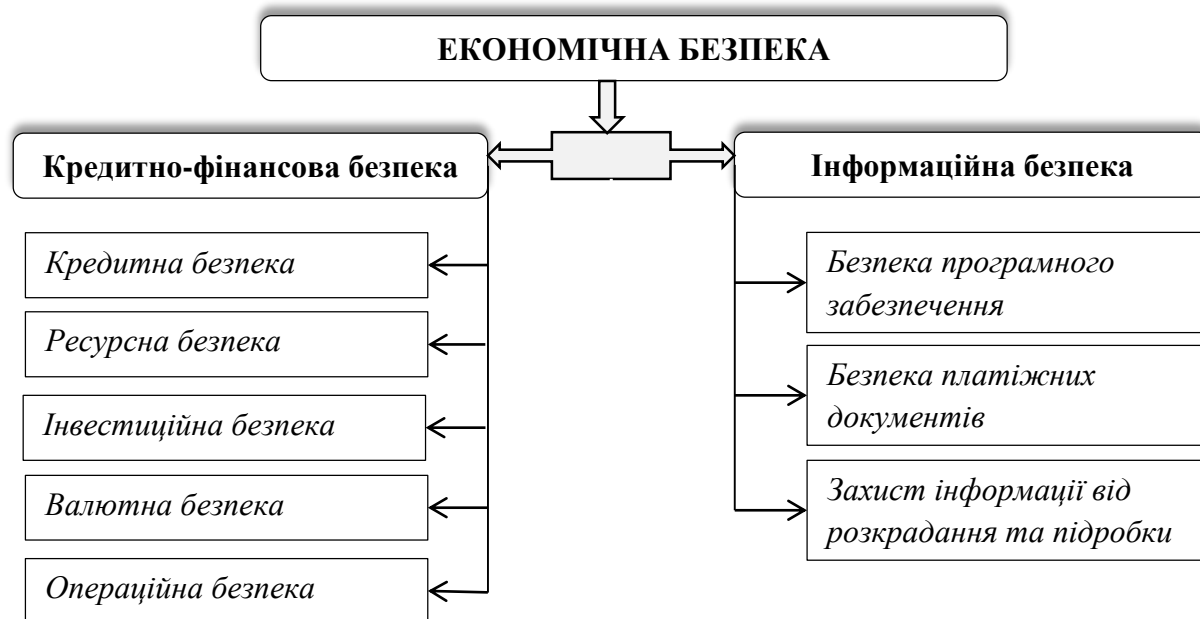 ЕКОНОМІЧНА БЕЗПЕКА
Кредитно-фінансова безпека
Кредитна безпека
Ресурсна безпека
Інвестиційна безпека
Валютна безпека
Операційна безпека
Інформаційна безпека
Безпека програмного
забезпечення
Безпека платіжних
документів
Захист інформації від
розкрадання та підробки